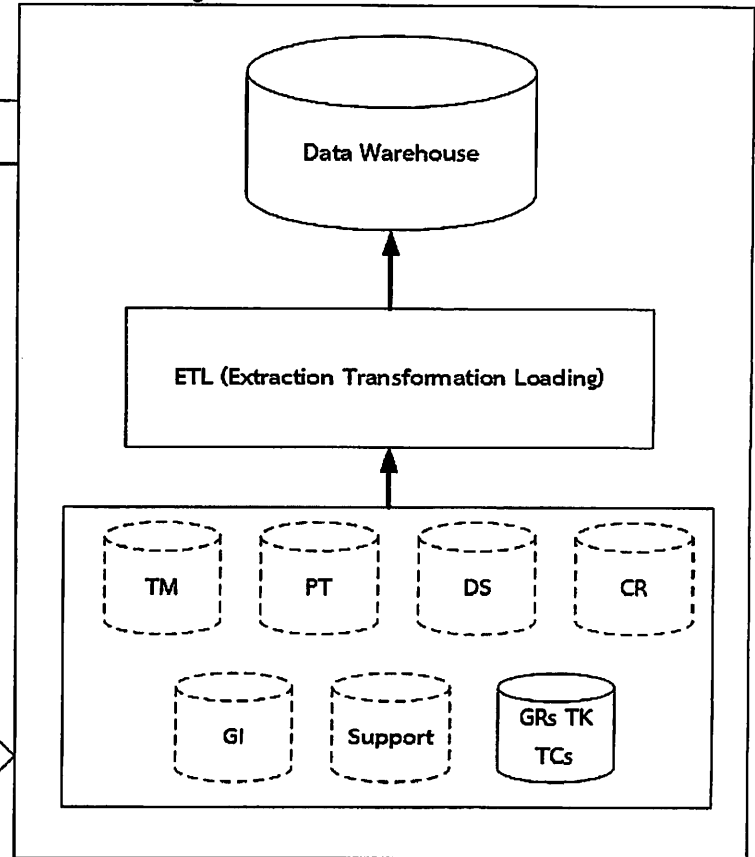 Data Warehouse
ETL (Extraction Transformation Loading)
TM
PT
DS
CR
GI
Support
GRs TK
TCs